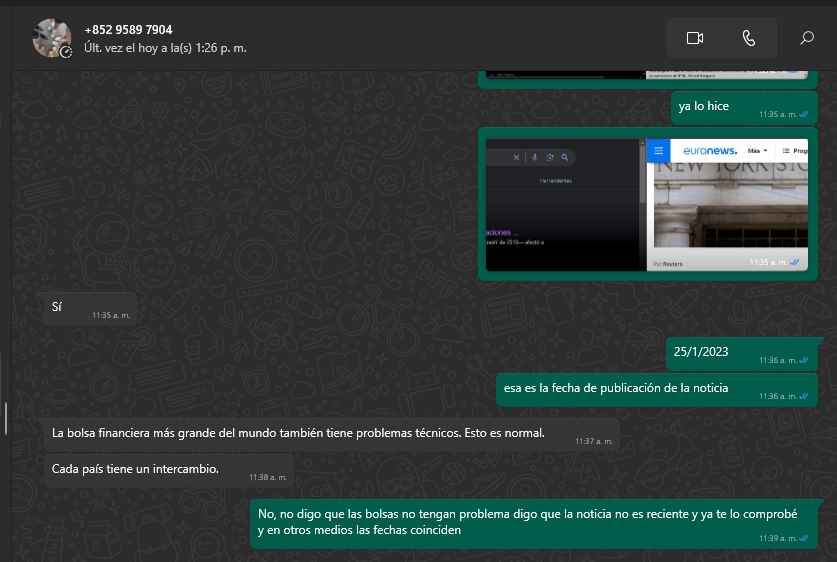 +852 9589 7904
Últ. vez el hoy a la(s) 1:26 p. m.
ya lo hice
11:35 a. m.
euronews.
Más
Prog
Herramientas
NEW YORK STO
aciones ...
rash' de 2010— afectó a
Por Reuters
11:35 a. m.
Sí
11:35 a. m.
25/1/2023
11:36 a. m.
esa es la fecha de publicación de la noticia
11:36 a. m.
La bolsa financiera más grande del mundo también tiene problemas técnicos. Esto es normal.
11:37 a. m.
Cada país tiene un intercambio.
11:38 a. m.
No, no digo que las bolsas no tengan problema digo que la noticia no es reciente y ya te lo comprobé
y en otros medios las fechas coinciden
11:39 a. m.